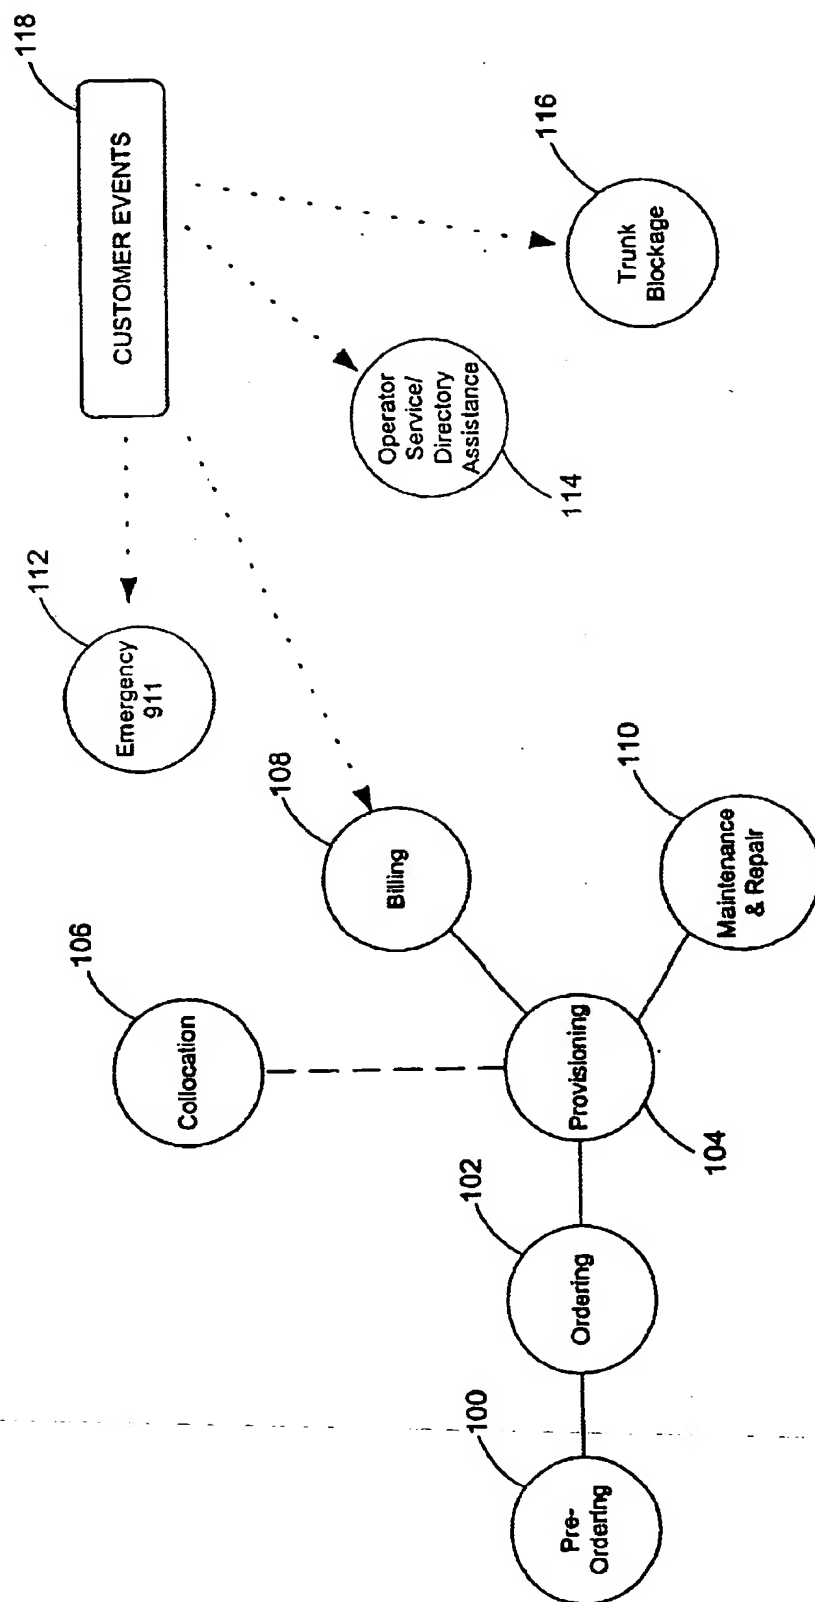 118
CUSTOMER EVENTS
116
Trunk
Blockage
Operator
Service/
Directory
Assistance
114
112
Emergency
911
108
Billing
110
Maintenance
& Repair
106
Collocation
Provisioning
104
102
Ordering
100
Pre-
Ordering